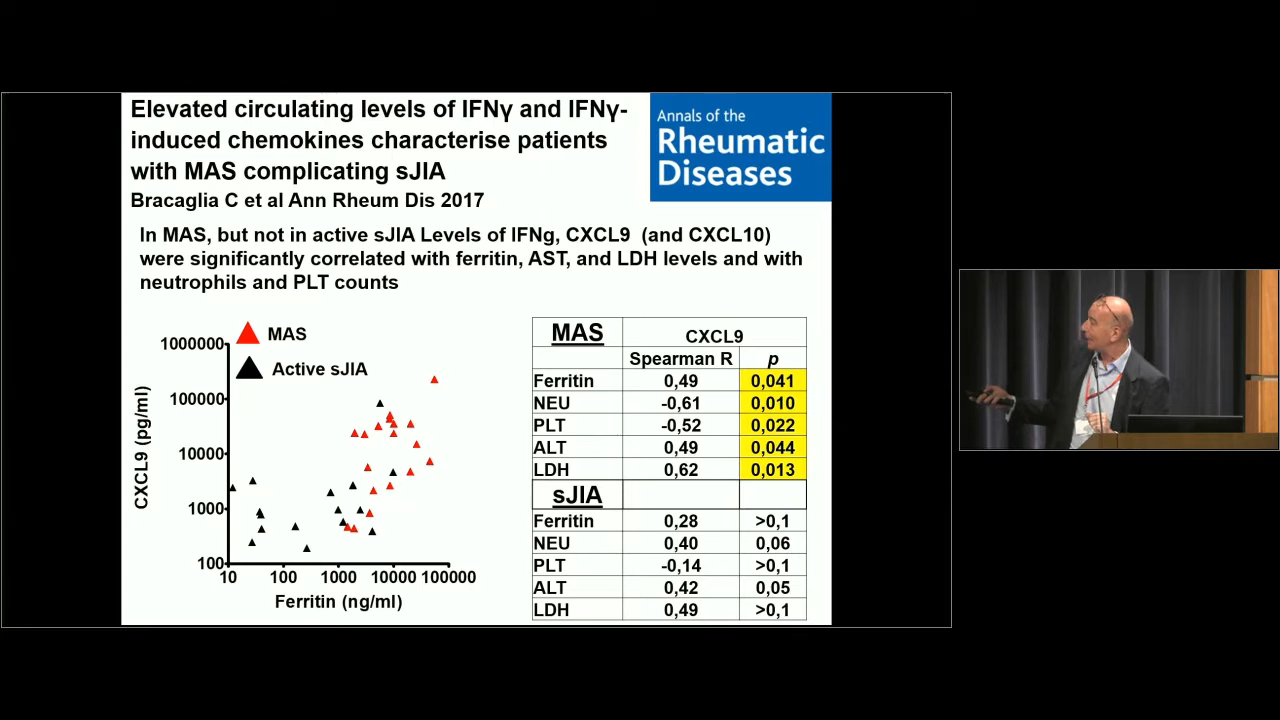 Elevated circulating levels of IFNγ and IFNγ-
induced chemokines characterise patients
with MAS complicating sJIA
Bracaglia C et al Ann Rheum Dis 2017
Annals of the
Rheumatic
Diseases
In MAS, but not in active sJIA Levels of IFNg, CXCL9 (and CXCL10)
were significantly correlated with ferritin, AST, and LDH levels and with
neutrophils and PLT counts
MAS
Active sJIA
CXCL9 (pg/ml)
1000000
100000
10000
1000
100
10 100 1000 10000 100000
Ferritin (ng/ml)
MAS CXCL9
Spearman R p
Ferritin 0,49 0,041
NEU -0,61 0,010
PLT -0,52 0,022
ALT 0,49 0,044
LDH 0,62 0,013
sJIA
Ferritin 0,28 >0,1
NEU 0,40 0,06
PLT -0,14 >0,1
ALT 0,42 0,05
LDH 0,49 >0,1